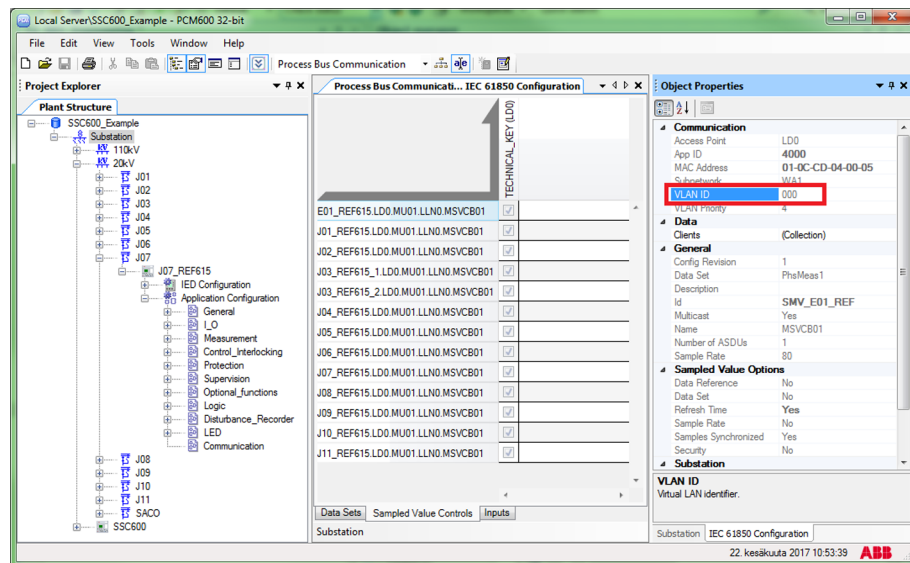 Local Server\SSC600_Example - PCM600 32-bit
File Edit View Tools Window Help
Process Bus Communication
Project Explorer
Plant Structure
SSC600_Example
Substation
110kV
20kV
J01
J02
J03
J04
J05
J06
J07
J07_REF615
IED Configuration
Application Configuration
General
I_O
Measurement
Control_Interlocking
Protection
Supervision
Optional_functions
Logic
Disturbance_Recorder
LED
Communication
J08
J09
J10
J11
SACO
SSC600
Process Bus Communicati... IEC 61850 Configuration
TECHNICAL_KEY (LD0)
E01_REF615.LD0.MU01.LLN0.MSVCB01
J01_REF615.LD0.MU01.LLN0.MSVCB01
J02_REF615.LD0.MU01.LLN0.MSVCB01
J03_REF615_1.LD0.MU01.LLN0.MSVCB01
J03_REF615_2.LD0.MU01.LLN0.MSVCB01
J04_REF615.LD0.MU01.LLN0.MSVCB01
J05_REF615.LD0.MU01.LLN0.MSVCB01
J06_REF615.LD0.MU01.LLN0.MSVCB01
J07_REF615.LD0.MU01.LLN0.MSVCB01
J08_REF615.LD0.MU01.LLN0.MSVCB01
J09_REF615.LD0.MU01.LLN0.MSVCB01
J10_REF615.LD0.MU01.LLN0.MSVCB01
J11_REF615.LD0.MU01.LLN0.MSVCB01
Data Sets Sampled Value Controls Inputs
Substation
Object Properties
Communication
Access Point LD0
App ID 4000
MAC Address 01-0C-CD-04-00-05
Subnetwork WA1
VLAN ID 000
VLAN Priority 4
Data
Clients (Collection)
General
Config Revision 1
Data Set PhsMeas1
Description
Id SMV_E01_REF
Multicast Yes
Name MSVCB01
Number of ASDUs 1
Sample Rate 80
Sampled Value Options
Data Reference No
Data Set No
Refresh Time Yes
Sample Rate No
Samples Synchronized Yes
Security No
Substation
VLAN ID
Virtual LAN identifier.
Substation IEC 61850 Configuration
22. kesäkuuta 2017 10:53:39 ABB